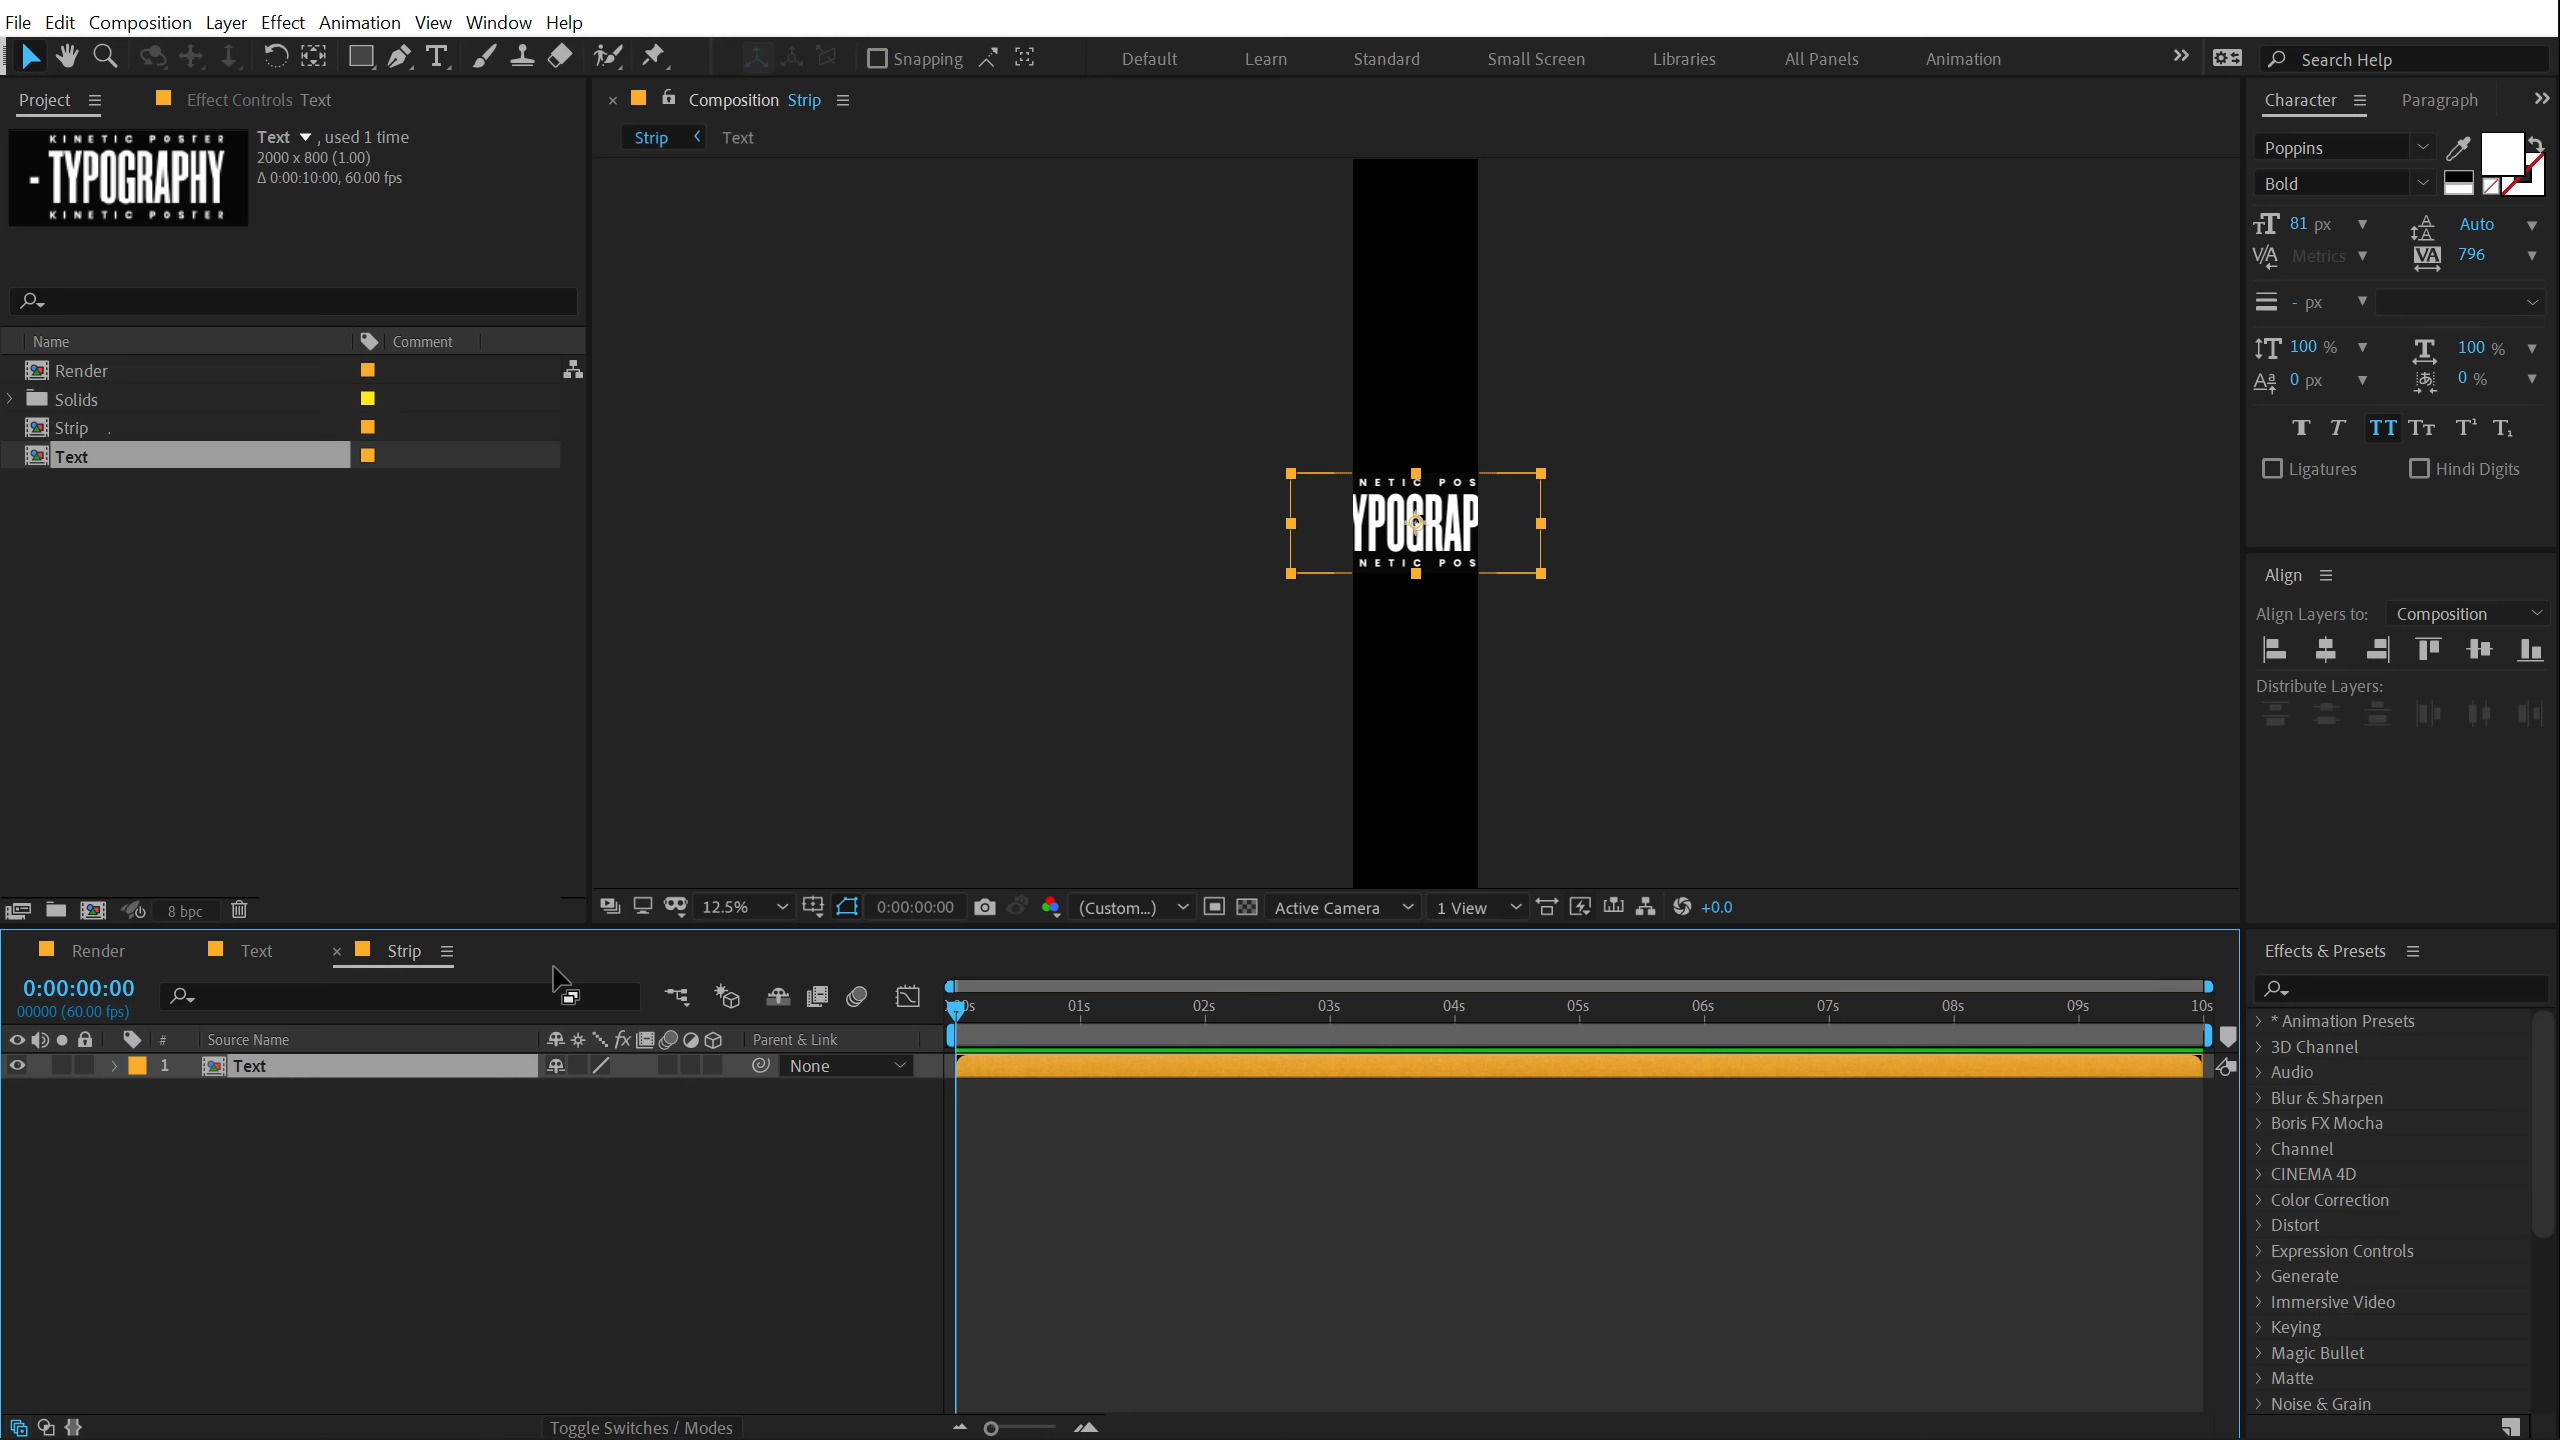 File Edit Composition Layer Effect Animation View Window Help
Snapping Default Learn Standard Small Screen Libraries All Panels Animation Search Help
Project Effect Controls Text
KINETIC POSTER
- TYPOGRAPHY
KINETIC POSTER
Text , used 1 time
2000 x 800 (1.00)
Δ 0:00:10:00, 60.00 fps
Name Comment
Render
Solids
Strip
Text
8 bpc
Composition Strip
Strip Text
NETIC POS
YPOGRAP
NETIC POS
12.5% 0:00:00:00 (Custom...) Active Camera 1 View +0.0
Character Paragraph
Poppins
Bold
81 px Auto
Metrics 796
- px
100 % 100 %
0 px 0 %
Ligatures Hindi Digits
Align
Align Layers to: Composition
Distribute Layers:
Render Text Strip
0:00:00:00
00000 (60.00 fps)
01s 02s 03s 04s 05s 06s 07s 08s 09s 10s
# Source Name Parent & Link
1 Text None
Toggle Switches / Modes
Effects & Presets
* Animation Presets
3D Channel
Audio
Blur & Sharpen
Boris FX Mocha
Channel
CINEMA 4D
Color Correction
Distort
Expression Controls
Generate
Immersive Video
Keying
Magic Bullet
Matte
Noise & Grain